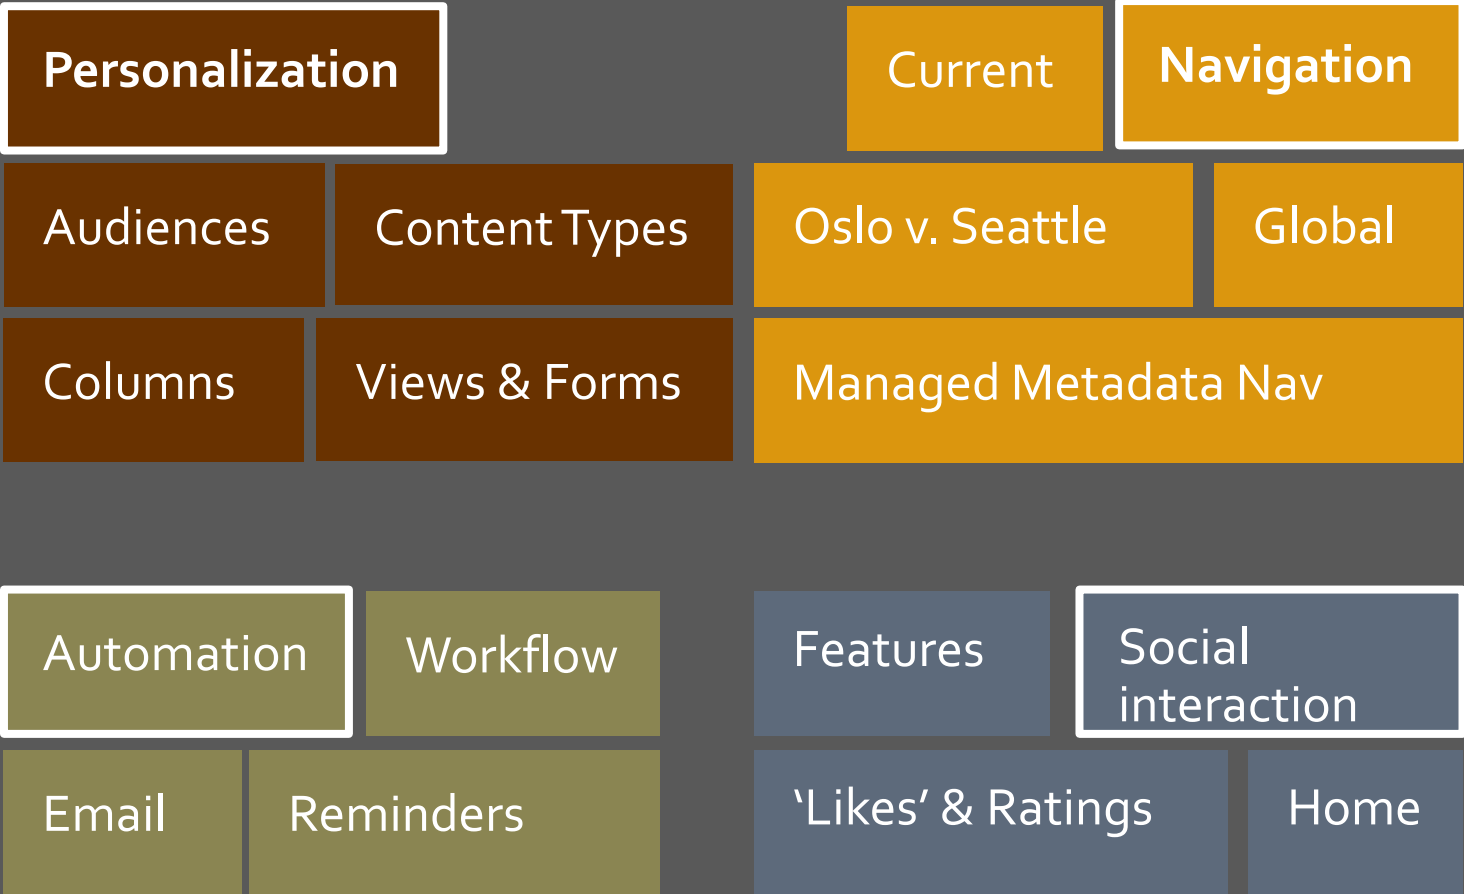 Personalization
Current
Navigation
Audiences
Content Types
Oslo v. Seattle
Global
Columns
Views & Forms
Managed Metadata Nav
Automation
Workflow
Features
Social
interaction
Email
Reminders
‘Likes’ & Ratings
Home